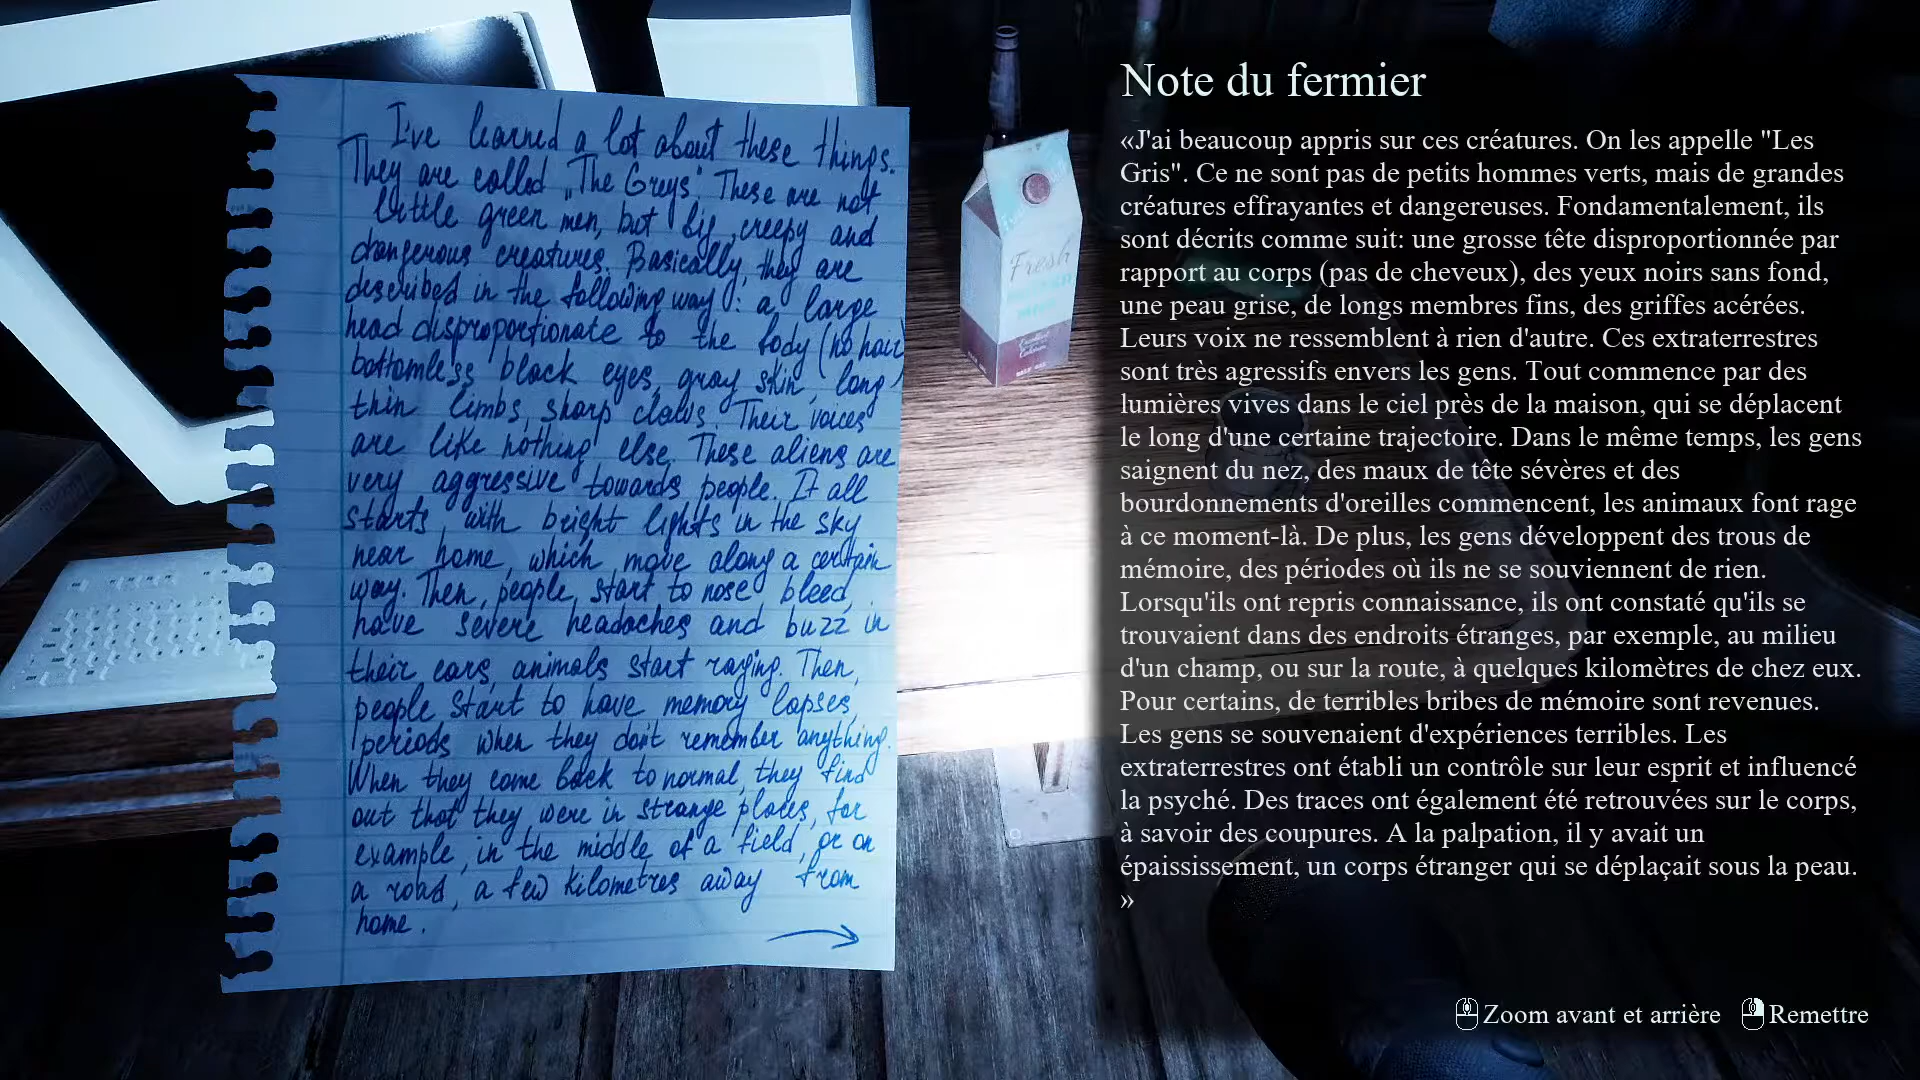 I've learned a lot about these things.
They are called „The Greys". These are not
little green men, but big, creepy and
dangerous creatures. Basically, they are
described in the following way: a large
head disproportionate to the body (no hair)
bottomless black eyes, gray skin, long
thin limbs, sharp claws. Their voices
are like nothing else. These aliens are
very aggressive towards people. It all
starts with bright lights in the sky
near home, which move along a certain
way. Then, people start to nose bleed,
have severe headaches and buzz in
their ears, animals start raging. Then,
people start to have memory lapses,
periods when they don't remember anything.
When they come back to normal, they find
out that they were in strange places, for
example, in the middle of a field, or on
a road, a few kilometres away from
home.
Fresh
Note du fermier
«J'ai beaucoup appris sur ces créatures. On les appelle "Les
Gris". Ce ne sont pas de petits hommes verts, mais de grandes
créatures effrayantes et dangereuses. Fondamentalement, ils
sont décrits comme suit: une grosse tête disproportionnée par
rapport au corps (pas de cheveux), des yeux noirs sans fond,
une peau grise, de longs membres fins, des griffes acérées.
Leurs voix ne ressemblent à rien d'autre. Ces extraterrestres
sont très agressifs envers les gens. Tout commence par des
lumières vives dans le ciel près de la maison, qui se déplacent
le long d'une certaine trajectoire. Dans le même temps, les gens
saignent du nez, des maux de tête sévères et des
bourdonnements d'oreilles commencent, les animaux font rage
à ce moment-là. De plus, les gens développent des trous de
mémoire, des périodes où ils ne se souviennent de rien.
Lorsqu'ils ont repris connaissance, ils ont constaté qu'ils se
trouvaient dans des endroits étranges, par exemple, au milieu
d'un champ, ou sur la route, à quelques kilomètres de chez eux.
Pour certains, de terribles bribes de mémoire sont revenues.
Les gens se souvenaient d'expériences terribles. Les
extraterrestres ont établi un contrôle sur leur esprit et influencé
la psyché. Des traces ont également été retrouvées sur le corps,
à savoir des coupures. A la palpation, il y avait un
épaississement, un corps étranger qui se déplaçait sous la peau.
»
Zoom avant et arrière
Remettre